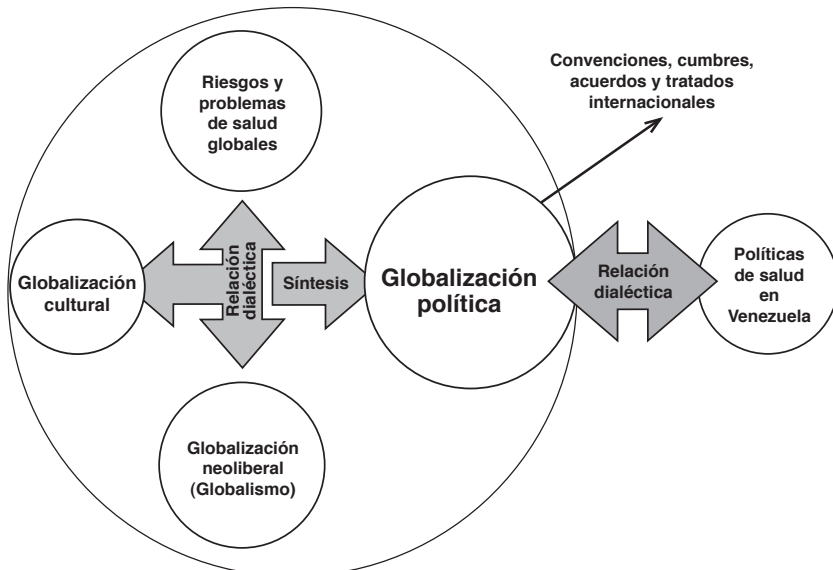 Convenciones, cumbres,
acuerdos y tratados
internacionales
Riesgos y
problemas
de salud
globales
Globalización
cultural
Relación
dialéctica
Síntesis
Globalización
política
Relación
dialéctica
Políticas
de salud
en
Venezuela
Globalización
neoliberal
(Globalismo)